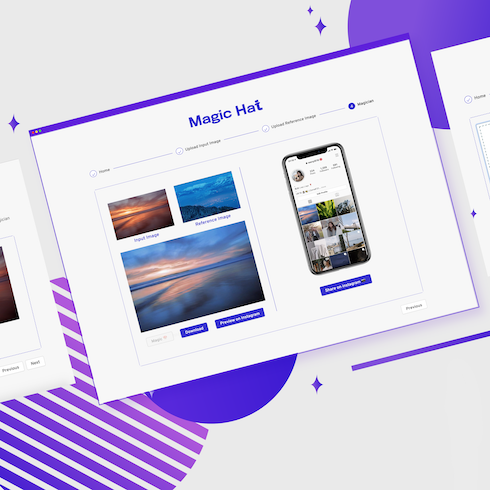 Magic Hat
Home
Upload Input Image
Upload Reference Image
4 Magician
Input Image
Reference Image
Download
Preview on Instagram
Share on Instagram
Previous
Previous
Next
Home